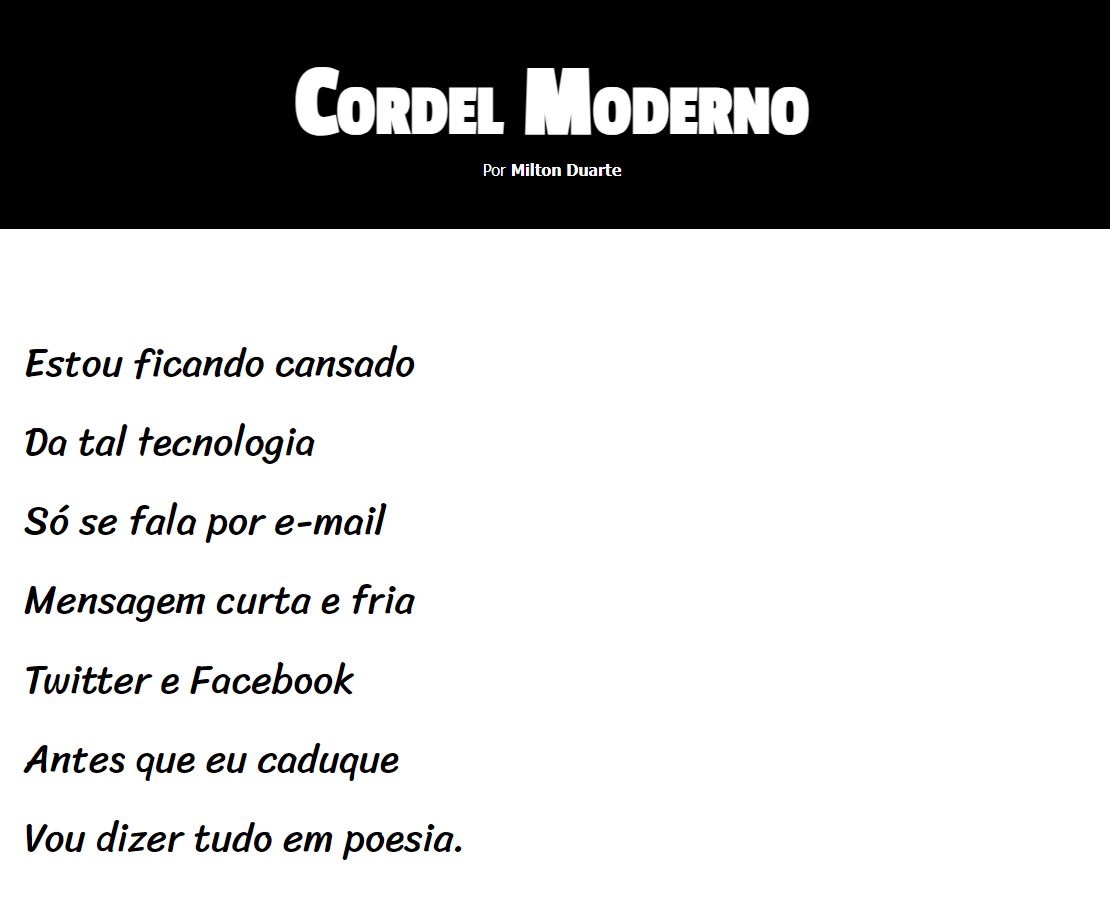 Cordel Moderno
Por Milton Duarte
Estou ficando cansado
Da tal tecnologia
Só se fala por e-mail
Mensagem curta e fria
Twitter e Facebook
Antes que eu caduque
Vou dizer tudo em poesia.